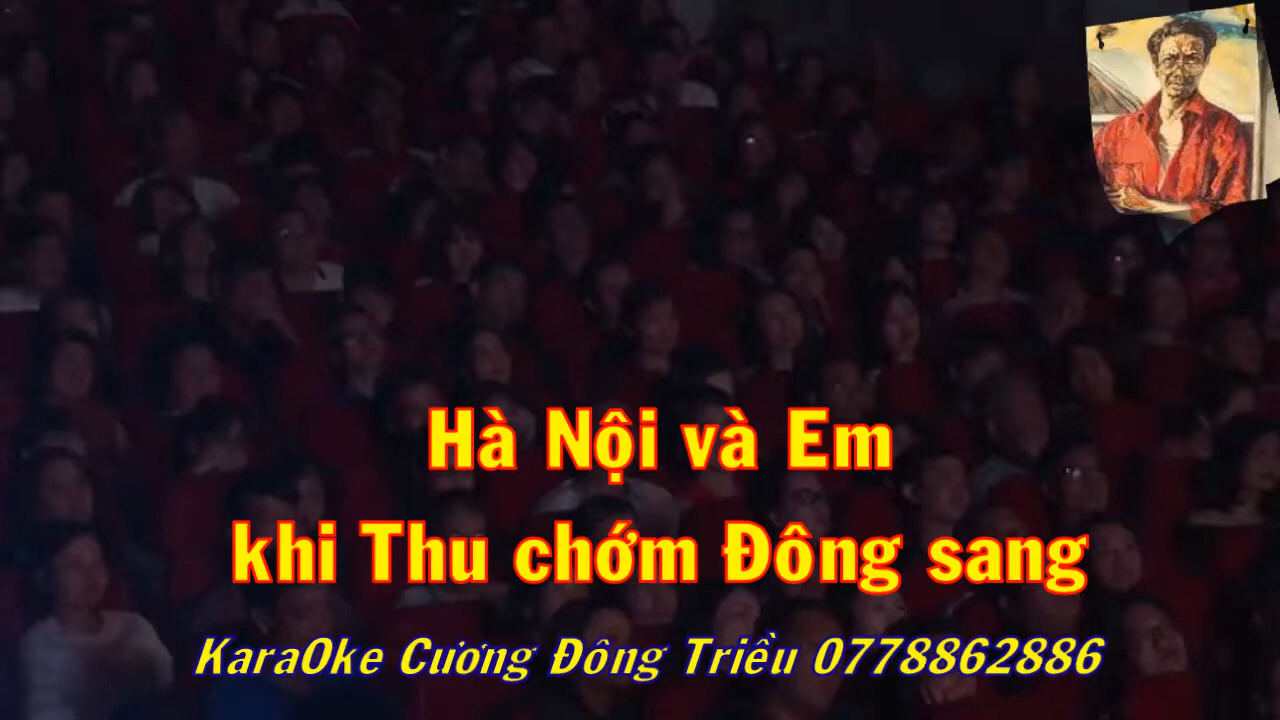 Hà Nội và Em
khi Thu chớm Đông sang
KaraOke Cương Đông Triều 0778862886